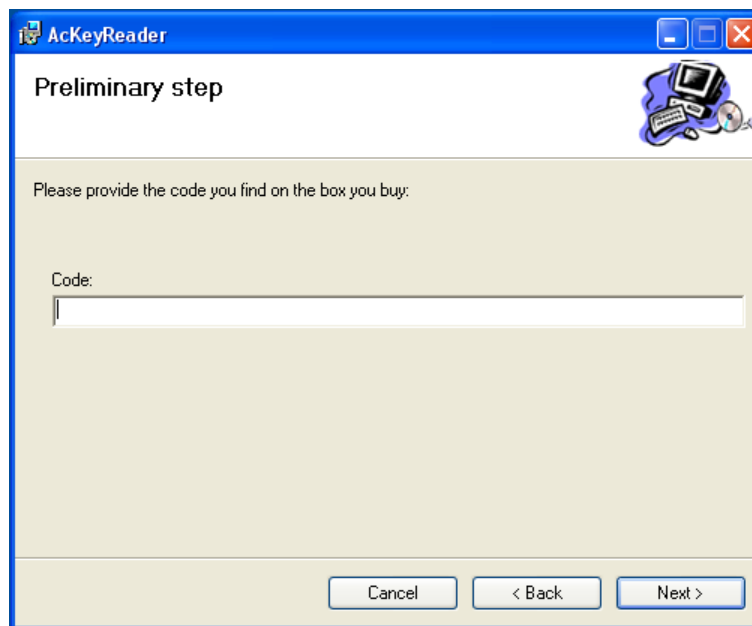 AcKeyReader
Preliminary step
Please provide the code you find on the box you buy:
Code:
Cancel
< Back
Next >